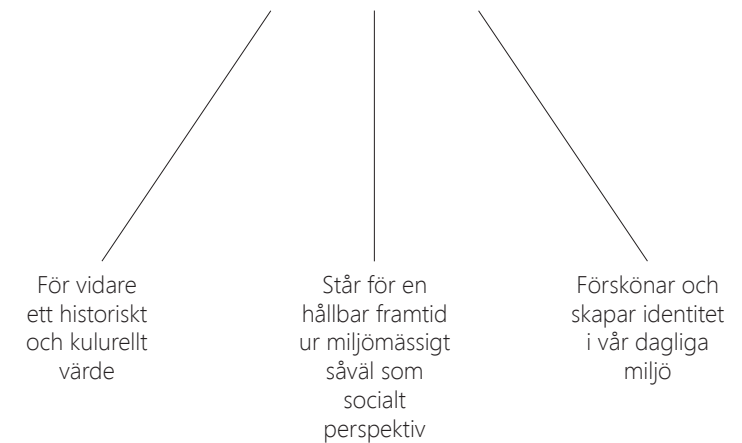 För vidare
ett historiskt
och kulurellt
värde
Står för en
hållbar framtid
ur miljömässigt
såväl som
socialt
perspektiv
Förskönar och
skapar identitet
i vår dagliga
miljö